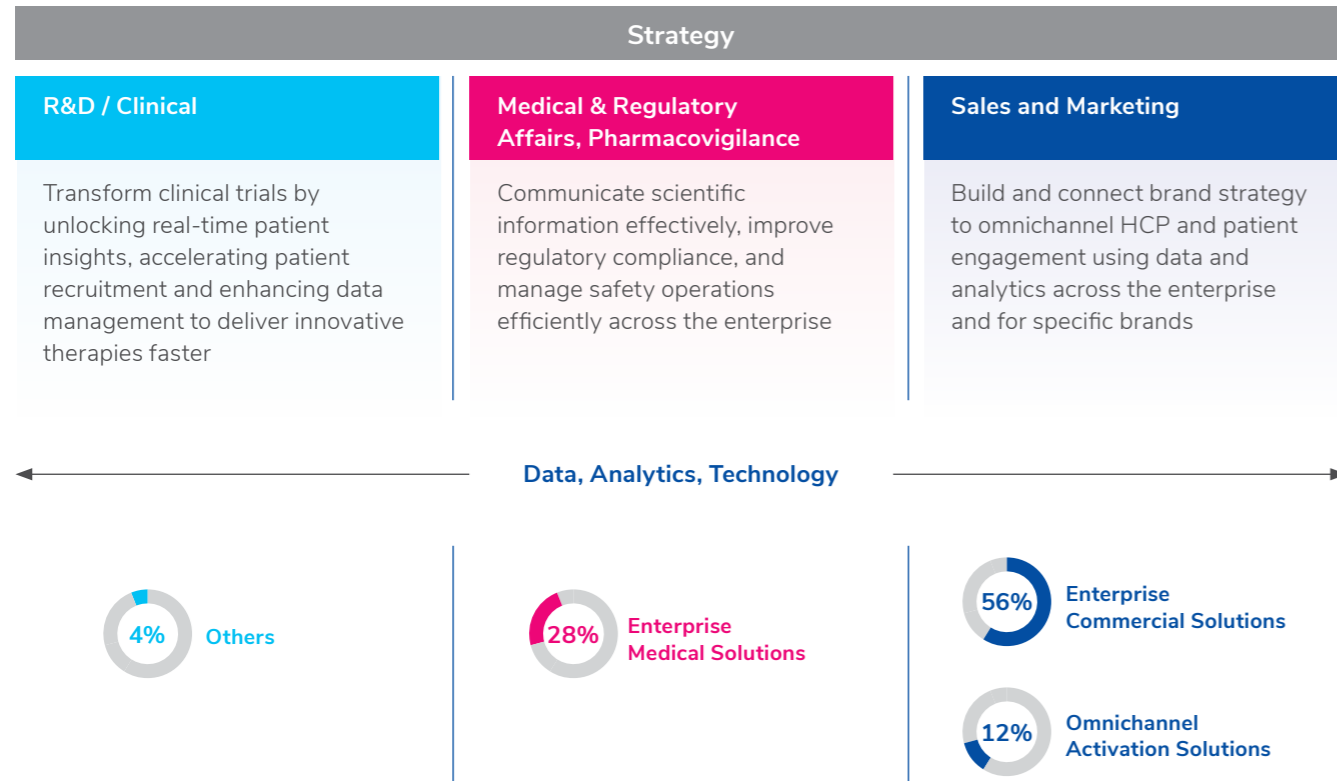 Strategy
R&D / Clinical
Transform clinical trials by
unlocking real-time patient
insights, accelerating patient
recruitment and enhancing data
management to deliver innovative
therapies faster
Medical & Regulatory
Affairs, Pharmacovigilance
Communicate scientific
information effectively, improve
regulatory compliance, and
manage safety operations
efficiently across the enterprise
Sales and Marketing
Build and connect brand strategy
to omnichannel HCP and patient
engagement using data and
analytics across the enterprise
and for specific brands
Data, Analytics, Technology
4%
Others
28%
Enterprise
Medical Solutions
56%
Enterprise
Commercial Solutions
12%
Omnichannel
Activation Solutions